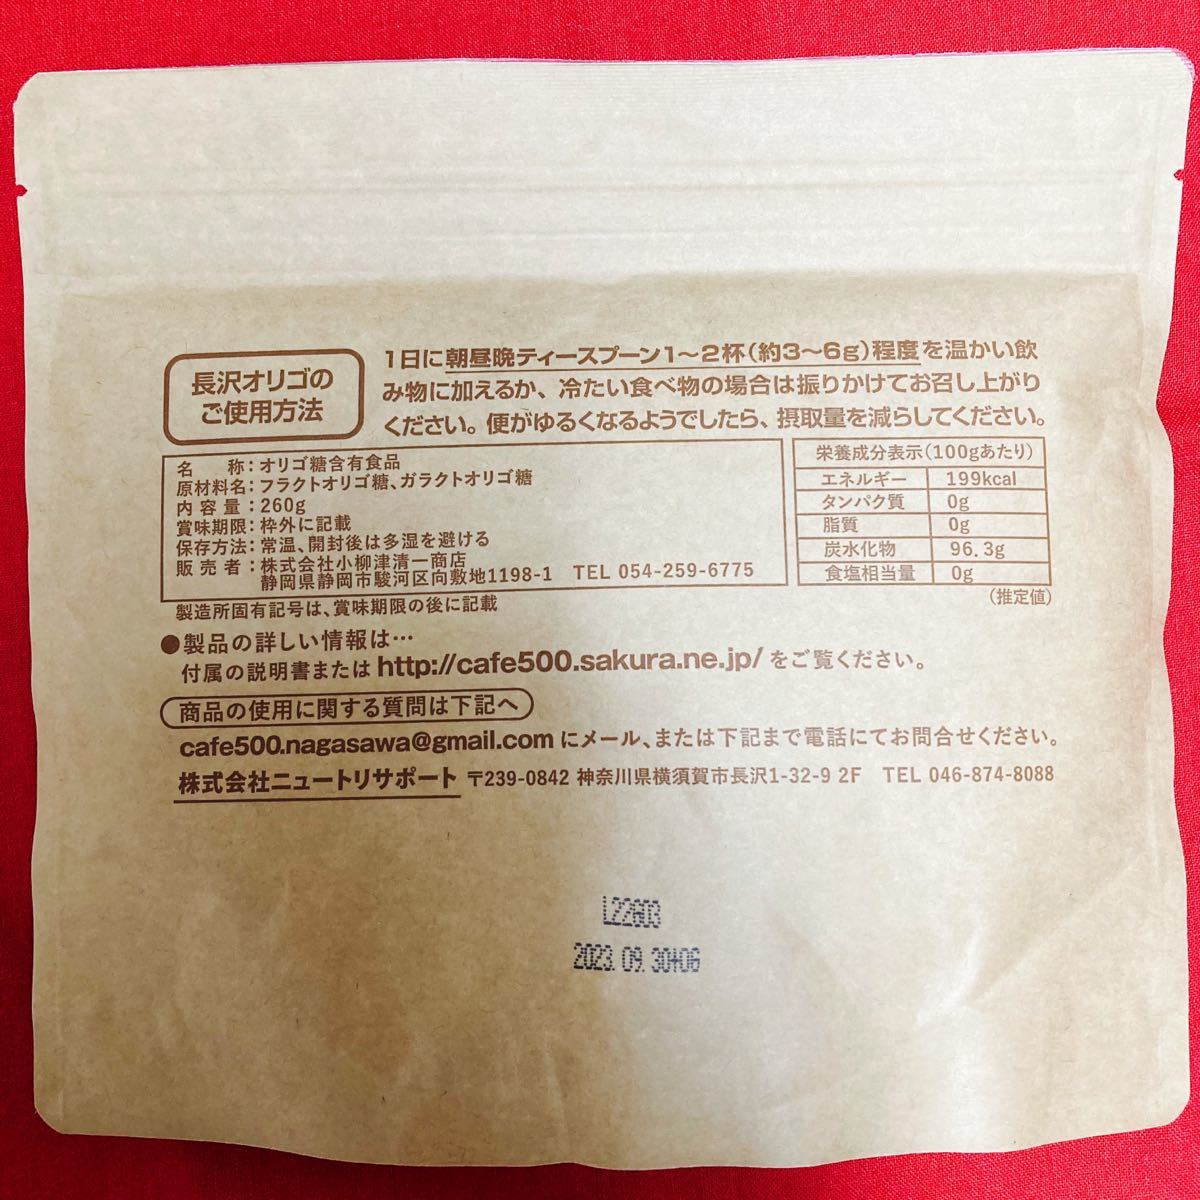 長沢オリゴの
ご使用方法
1日に朝昼晩ティースプーン1〜2杯(約3〜6g)程度を温かい飲
み物に加えるか、冷たい食べ物の場合は振りかけてお召し上がり
ください。便がゆるくなるようでしたら、摂取量を減らしてください。
名　　称：オリゴ糖含有食品
原材料名：フラクトオリゴ糖、ガラクトオリゴ糖
内 容 量：260g
賞味期限：枠外に記載
保存方法：常温、開封後は多湿を避ける
販 売 者：株式会社小柳津清一商店
静岡県静岡市駿河区向敷地1198-1　TEL 054-259-6775
栄養成分表示(100gあたり)
エネルギー 199kcal
タンパク質 0g
脂質 0g
炭水化物 96.3g
食塩相当量 0g
(推定値)
製造所固有記号は、賞味期限の後に記載
●製品の詳しい情報は…
付属の説明書または http://cafe500.sakura.ne.jp/ をご覧ください。
商品の使用に関する質問は下記へ
cafe500.nagasawa@gmail.com にメール、または下記まで電話にてお問合せください。
株式会社ニュートリサポート 〒239-0842 神奈川県横須賀市長沢1-32-9 2F　TEL 046-874-8088
L22603
2023.09.30+06